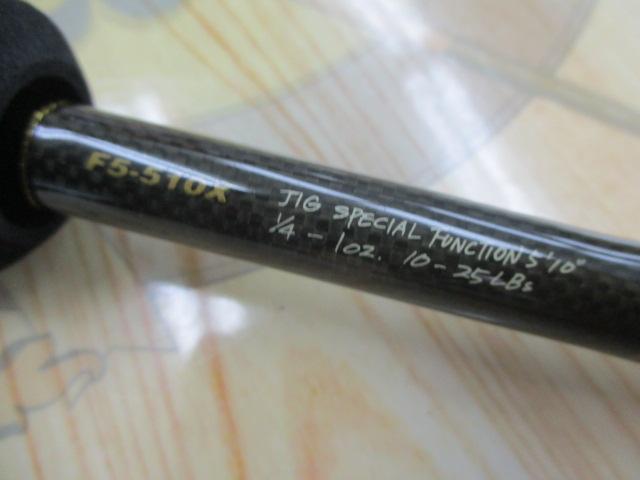 F5-510X
JIG SPECIAL FUNCTION 5'10"
1/4 - 1oz. 10-25LBs